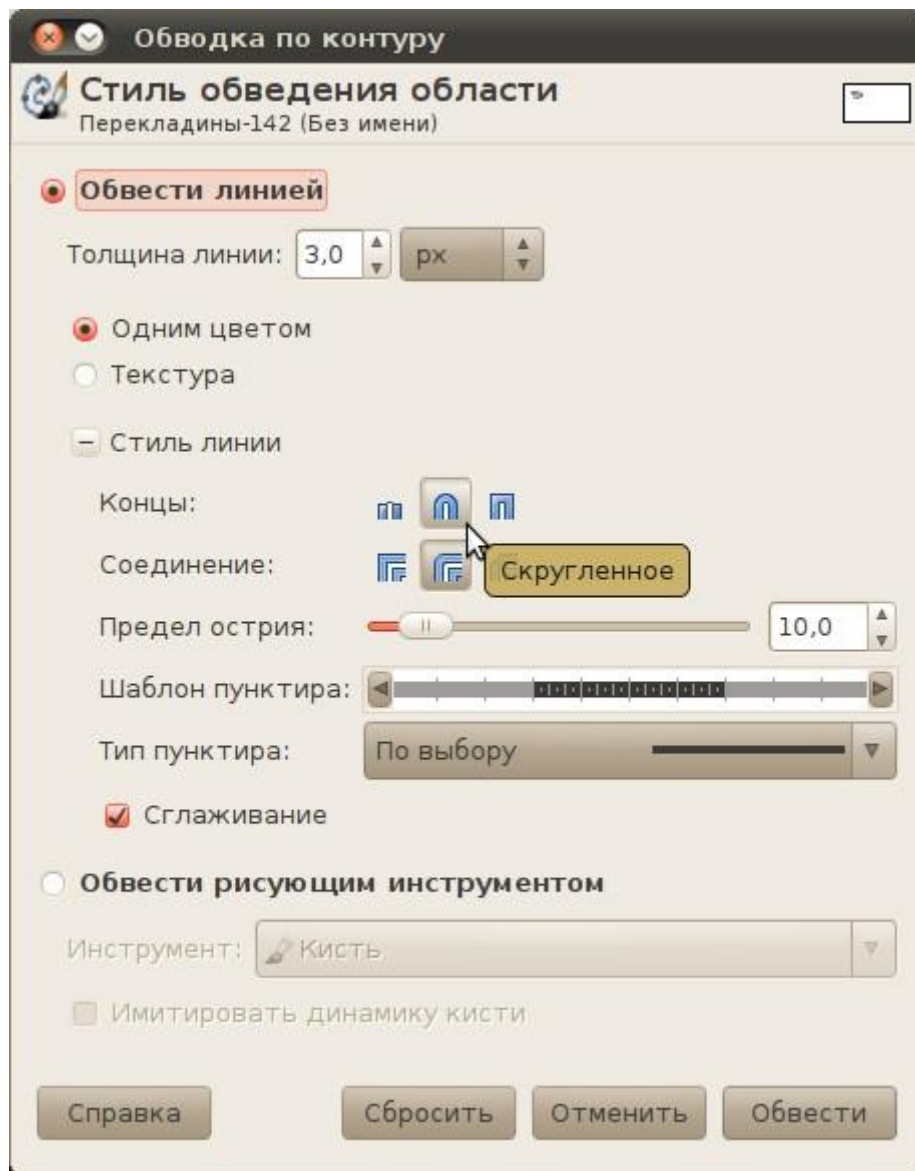 Обводка по контуру
Стиль обведения области
Перекладины-142 (Без имени)
Обвести линией
Толщина линии: 3,0 px
Одним цветом
Текстура
Стиль линии
Концы:
Соединение: Скругленное
Предел острия: 10,0
Шаблон пунктира:
Тип пунктира: По выбору
Сглаживание
Обвести рисующим инструментом
Инструмент: Кисть
Имитировать динамику кисти
Справка Сбросить Отменить Обвести